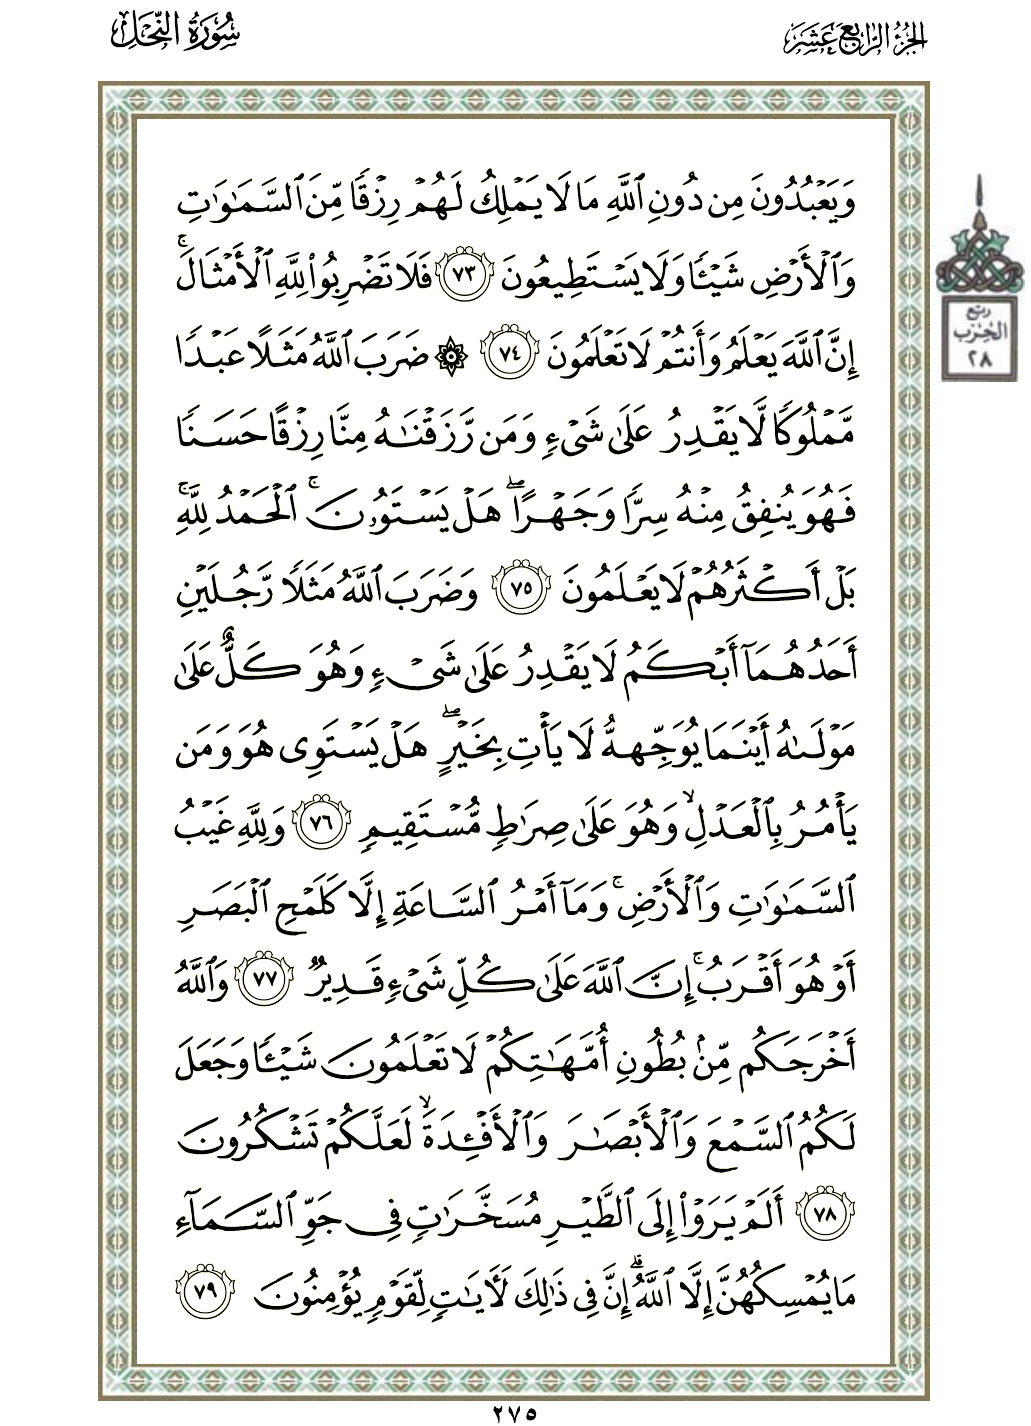 الجزء الرابع عشر
سورة النحل
وَيَعْبُدُونَ مِن دُونِ ٱللَّهِ مَا لَا يَمْلِكُ لَهُمْ رِزْقًا مِّنَ ٱلسَّمَٰوَٰتِ
وَٱلْأَرْضِ شَيْـًٔا وَلَا يَسْتَطِيعُونَ ٧٣ فَلَا تَضْرِبُوا۟ لِلَّهِ ٱلْأَمْثَالَ ۚ
إِنَّ ٱللَّهَ يَعْلَمُ وَأَنتُمْ لَا تَعْلَمُونَ ٧٤ ۞ ضَرَبَ ٱللَّهُ مَثَلًا عَبْدًا
مَّمْلُوكًا لَّا يَقْدِرُ عَلَىٰ شَىْءٍ وَمَن رَّزَقْنَٰهُ مِنَّا رِزْقًا حَسَنًا
فَهُوَ يُنفِقُ مِنْهُ سِرًّا وَجَهْرًا ۖ هَلْ يَسْتَوُۥنَ ۚ ٱلْحَمْدُ لِلَّهِ ۚ
بَلْ أَكْثَرُهُمْ لَا يَعْلَمُونَ ٧٥ وَضَرَبَ ٱللَّهُ مَثَلًا رَّجُلَيْنِ
أَحَدُهُمَآ أَبْكَمُ لَا يَقْدِرُ عَلَىٰ شَىْءٍ وَهُوَ كَلٌّ عَلَىٰ
مَوْلَىٰهُ أَيْنَمَا يُوَجِّههُّ لَا يَأْتِ بِخَيْرٍ ۖ هَلْ يَسْتَوِى هُوَ وَمَن
يَأْمُرُ بِٱلْعَدْلِ ۙ وَهُوَ عَلَىٰ صِرَٰطٍ مُّسْتَقِيمٍ ٧٦ وَلِلَّهِ غَيْبُ
ٱلسَّمَٰوَٰتِ وَٱلْأَرْضِ ۚ وَمَآ أَمْرُ ٱلسَّاعَةِ إِلَّا كَلَمْحِ ٱلْبَصَرِ
أَوْ هُوَ أَقْرَبُ ۚ إِنَّ ٱللَّهَ عَلَىٰ كُلِّ شَىْءٍ قَدِيرٌ ٧٧ وَٱللَّهُ
أَخْرَجَكُم مِّنۢ بُطُونِ أُمَّهَٰتِكُمْ لَا تَعْلَمُونَ شَيْـًٔا وَجَعَلَ
لَكُمُ ٱلسَّمْعَ وَٱلْأَبْصَٰرَ وَٱلْأَفْـِٔدَةَ ۙ لَعَلَّكُمْ تَشْكُرُونَ
٧٨ أَلَمْ يَرَوْا۟ إِلَى ٱلطَّيْرِ مُسَخَّرَٰتٍ فِى جَوِّ ٱلسَّمَآءِ
مَا يُمْسِكُهُنَّ إِلَّا ٱللَّهُ ۗ إِنَّ فِى ذَٰلِكَ لَـَٔايَٰتٍ لِّقَوْمٍ يُؤْمِنُونَ ٧٩
ربع
الحزب
٢٨
٢٧٥